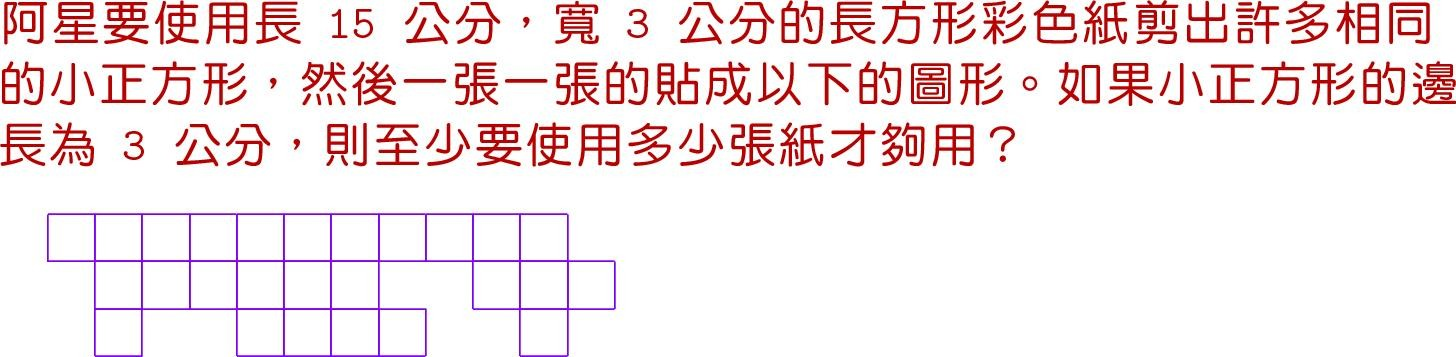 阿星要使用長 15 公分，寬 3 公分的長方形彩色紙剪出許多相同
的小正方形，然後一張一張的貼成以下的圖形。如果小正方形的邊
長為 3 公分，則至少要使用多少張紙才夠用？